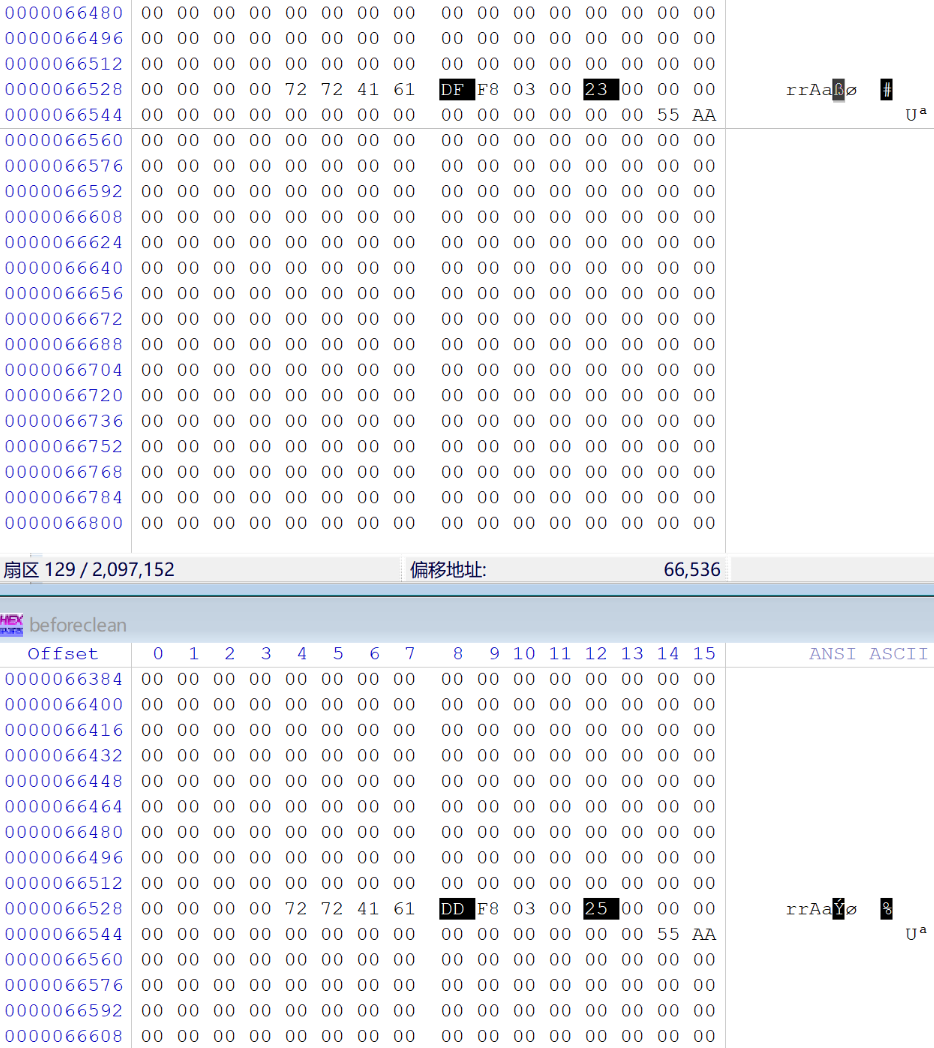 0000066480 00 00 00 00 00 00 00 00 00 00 00 00 00 00 00 00
0000066496 00 00 00 00 00 00 00 00 00 00 00 00 00 00 00 00
0000066512 00 00 00 00 00 00 00 00 00 00 00 00 00 00 00 00
0000066528 00 00 00 00 72 72 41 61 DF F8 03 00 23 00 00 00 rrAaßø #
0000066544 00 00 00 00 00 00 00 00 00 00 00 00 00 00 55 AA Uª
0000066560 00 00 00 00 00 00 00 00 00 00 00 00 00 00 00 00
0000066576 00 00 00 00 00 00 00 00 00 00 00 00 00 00 00 00
0000066592 00 00 00 00 00 00 00 00 00 00 00 00 00 00 00 00
0000066608 00 00 00 00 00 00 00 00 00 00 00 00 00 00 00 00
0000066624 00 00 00 00 00 00 00 00 00 00 00 00 00 00 00 00
0000066640 00 00 00 00 00 00 00 00 00 00 00 00 00 00 00 00
0000066656 00 00 00 00 00 00 00 00 00 00 00 00 00 00 00 00
0000066672 00 00 00 00 00 00 00 00 00 00 00 00 00 00 00 00
0000066688 00 00 00 00 00 00 00 00 00 00 00 00 00 00 00 00
0000066704 00 00 00 00 00 00 00 00 00 00 00 00 00 00 00 00
0000066720 00 00 00 00 00 00 00 00 00 00 00 00 00 00 00 00
0000066736 00 00 00 00 00 00 00 00 00 00 00 00 00 00 00 00
0000066752 00 00 00 00 00 00 00 00 00 00 00 00 00 00 00 00
0000066768 00 00 00 00 00 00 00 00 00 00 00 00 00 00 00 00
0000066784 00 00 00 00 00 00 00 00 00 00 00 00 00 00 00 00
0000066800 00 00 00 00 00 00 00 00 00 00 00 00 00 00 00 00
扇区 129 / 2,097,152 偏移地址: 66,536
HEX beforeclean
Offset 0 1 2 3 4 5 6 7 8 9 10 11 12 13 14 15 ANSI ASCII
0000066384 00 00 00 00 00 00 00 00 00 00 00 00 00 00 00 00
0000066400 00 00 00 00 00 00 00 00 00 00 00 00 00 00 00 00
0000066416 00 00 00 00 00 00 00 00 00 00 00 00 00 00 00 00
0000066432 00 00 00 00 00 00 00 00 00 00 00 00 00 00 00 00
0000066448 00 00 00 00 00 00 00 00 00 00 00 00 00 00 00 00
0000066464 00 00 00 00 00 00 00 00 00 00 00 00 00 00 00 00
0000066480 00 00 00 00 00 00 00 00 00 00 00 00 00 00 00 00
0000066496 00 00 00 00 00 00 00 00 00 00 00 00 00 00 00 00
0000066512 00 00 00 00 00 00 00 00 00 00 00 00 00 00 00 00
0000066528 00 00 00 00 72 72 41 61 DD F8 03 00 25 00 00 00 rrAaÝø %
0000066544 00 00 00 00 00 00 00 00 00 00 00 00 00 00 55 AA Uª
0000066560 00 00 00 00 00 00 00 00 00 00 00 00 00 00 00 00
0000066576 00 00 00 00 00 00 00 00 00 00 00 00 00 00 00 00
0000066592 00 00 00 00 00 00 00 00 00 00 00 00 00 00 00 00
0000066608 00 00 00 00 00 00 00 00 00 00 00 00 00 00 00 00